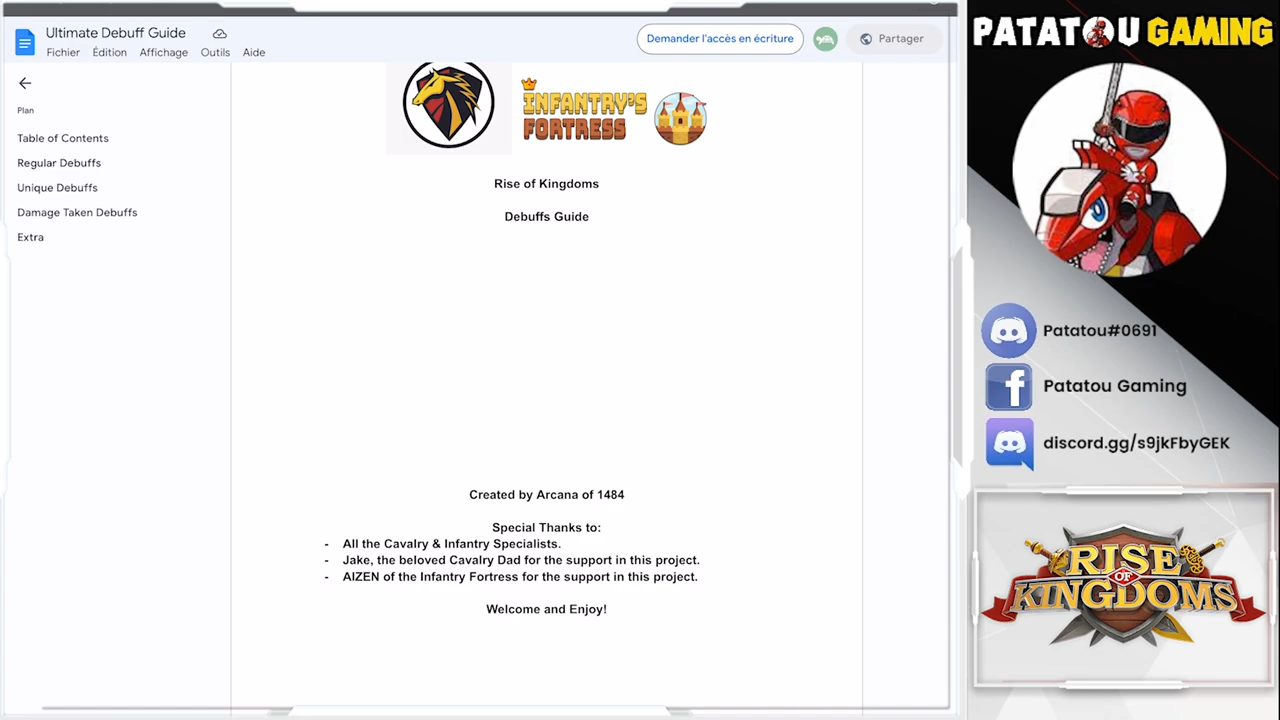 Ultimate Debuff Guide
Fichier Édition Affichage Outils Aide
Demander l'accès en écriture
Partager
Plan
Table of Contents
Regular Debuffs
Unique Debuffs
Damage Taken Debuffs
Extra
INFANTRY'S
FORTRESS
Rise of Kingdoms
Debuffs Guide
Created by Arcana of 1484
Special Thanks to:
- All the Cavalry & Infantry Specialists.
- Jake, the beloved Cavalry Dad for the support in this project.
- AIZEN of the Infantry Fortress for the support in this project.
Welcome and Enjoy!
PATATOU GAMING
Patatou#0691
Patatou Gaming
discord.gg/s9jkFbyGEK
RISE
OF
KINGDOMS